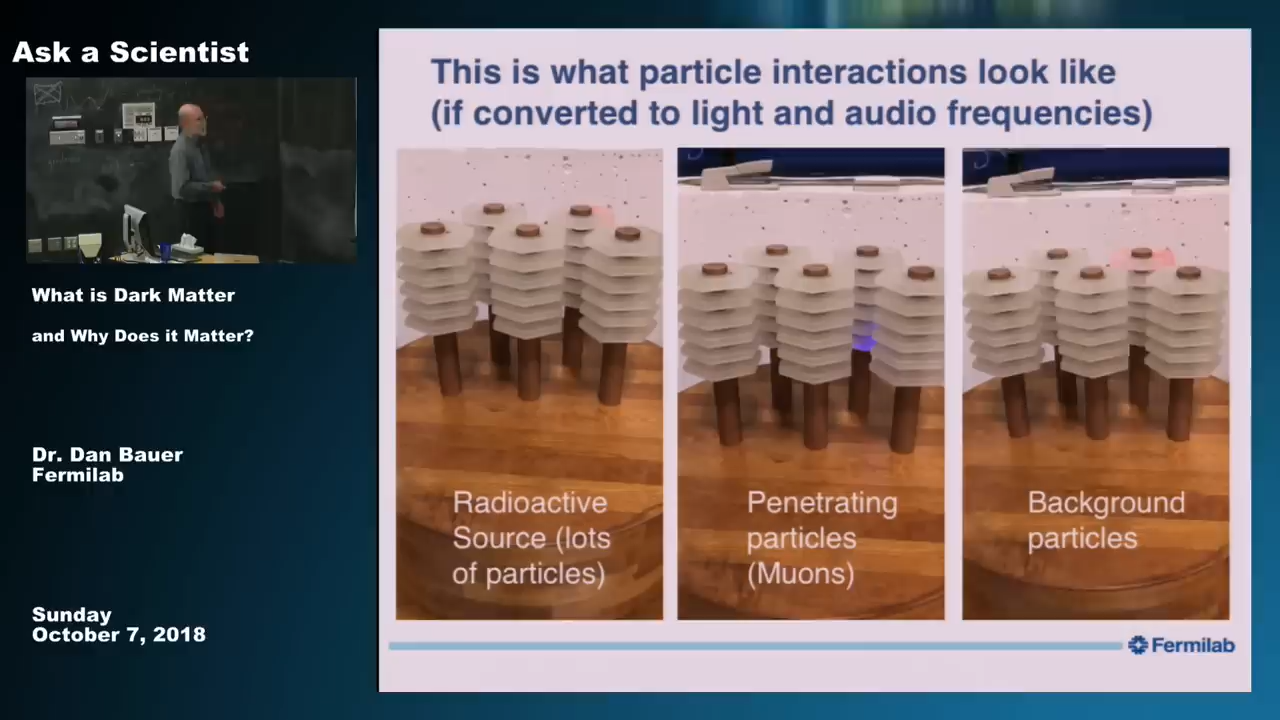 Ask a Scientist
What is Dark Matter
and Why Does it Matter?
Dr. Dan Bauer
Fermilab
Sunday
October 7, 2018
This is what particle interactions look like
(if converted to light and audio frequencies)
Radioactive
Source (lots
of particles)
Penetrating
particles
(Muons)
Background
particles
Fermilab